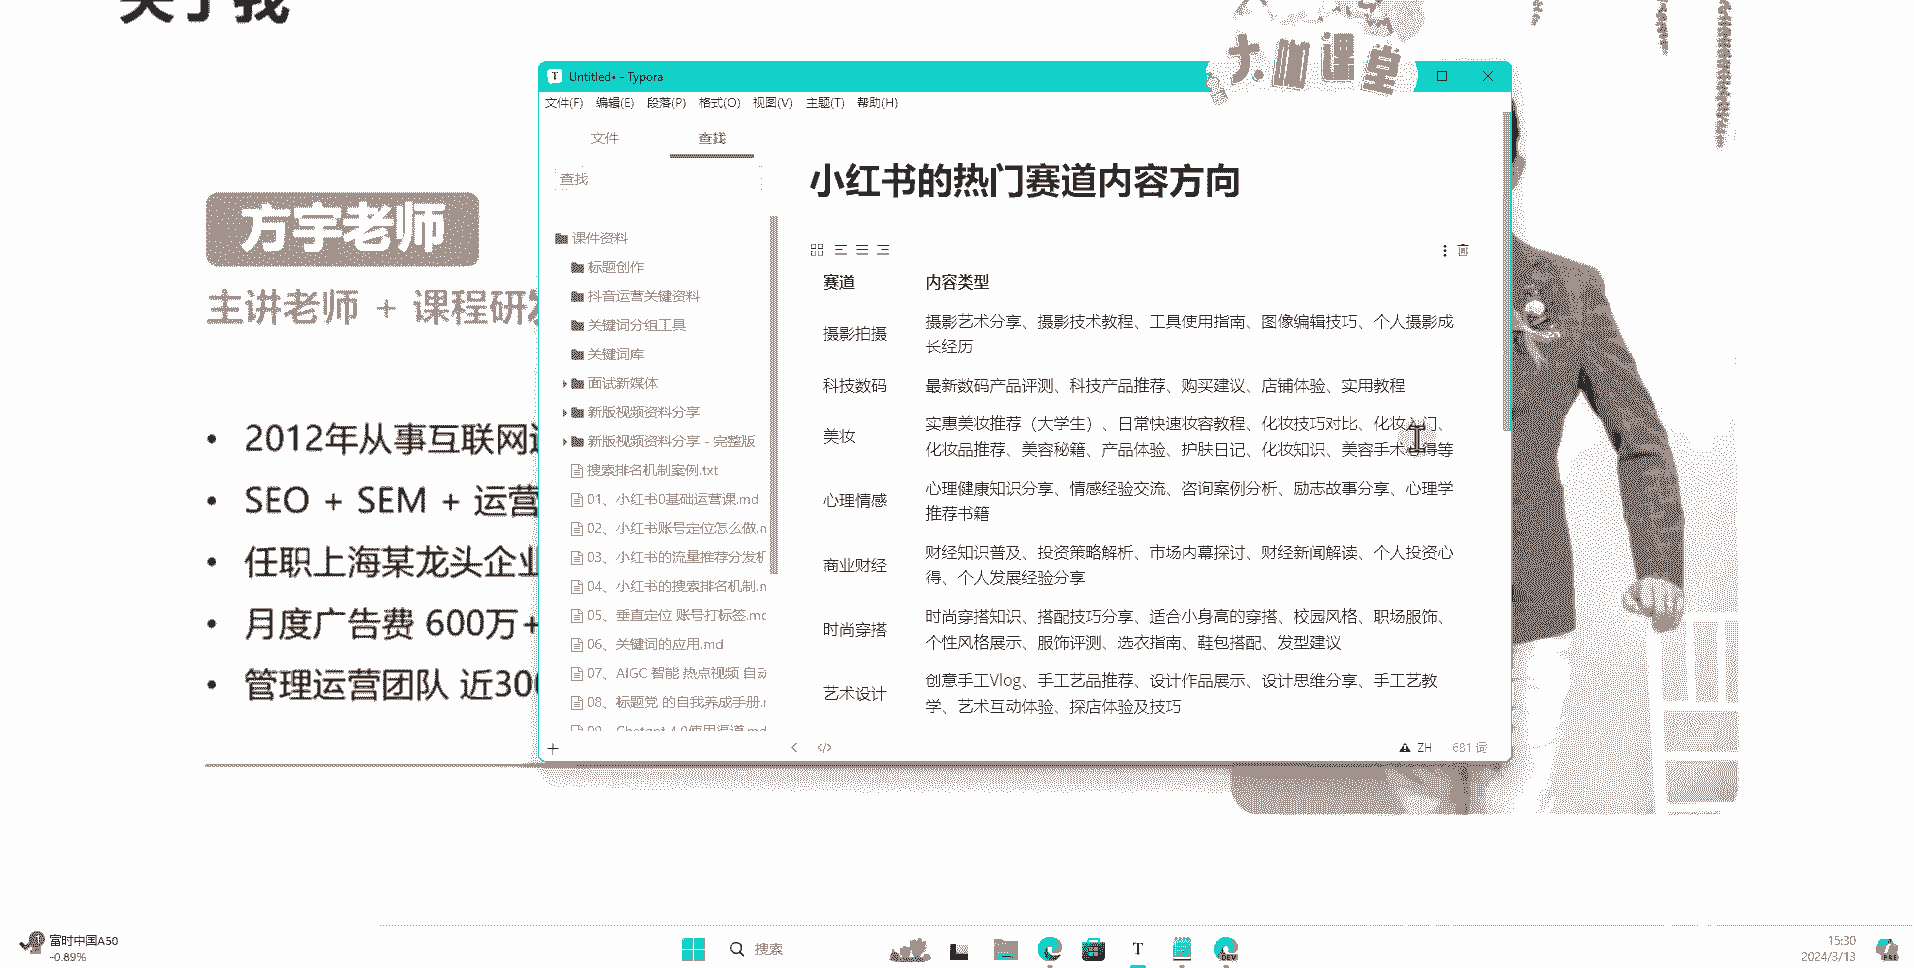 关于我
大咖课堂
方宇老师
主讲老师 + 课程研发
2012年从事互联网
SEO + SEM + 运营
任职上海某龙头企业
月度广告费 600万+
管理运营团队 近300
Untitled• - Typora
文件(F) 编辑(E) 段落(P) 格式(O) 视图(V) 主题(T) 帮助(H)
文件 查找
查找
课件资料
标题创作
抖音运营关键资料
关键词分组工具
关键词库
面试新媒体
新版视频资料分享
新版视频资料分享 - 完整版
搜索排名机制案例.txt
01、小红书0基础运营课.md
02、小红书账号定位怎么做.m
03、小红书的流量推荐分发机
04、小红书的搜索排名机制.m
05、垂直定位 账号打标签.md
06、关键词的应用.md
07、AIGC 智能 热点视频 自动
08、标题党 的自我养成手册.m
09、Chatgpt 4.0使用渠道.md
小红书的热门赛道内容方向
赛道 内容类型
摄影拍摄 摄影艺术分享、摄影技术教程、工具使用指南、图像编辑技巧、个人摄影成
长经历
科技数码 最新数码产品评测、科技产品推荐、购买建议、店铺体验、实用教程
美妆 实惠美妆推荐（大学生）、日常快速妆容教程、化妆技巧对比、化妆入门、
化妆品推荐、美容秘籍、产品体验、护肤日记、化妆知识、美容手术心得等
心理情感 心理健康知识分享、情感经验交流、咨询案例分析、励志故事分享、心理学
推荐书籍
商业财经 财经知识普及、投资策略解析、市场内幕探讨、财经新闻解读、个人投资心
得、个人发展经验分享
时尚穿搭 时尚穿搭知识、搭配技巧分享、适合小身高的穿搭、校园风格、职场服饰、
个性风格展示、服饰评测、选衣指南、鞋包搭配、发型建议
艺术设计 创意手工Vlog、手工艺品推荐、设计作品展示、设计思维分享、手工艺教
学、艺术互动体验、探店体验及技巧
ZH 681 词
富时中国A50
-0.89%
搜索
DEV
15:30
2024/3/13
PRE